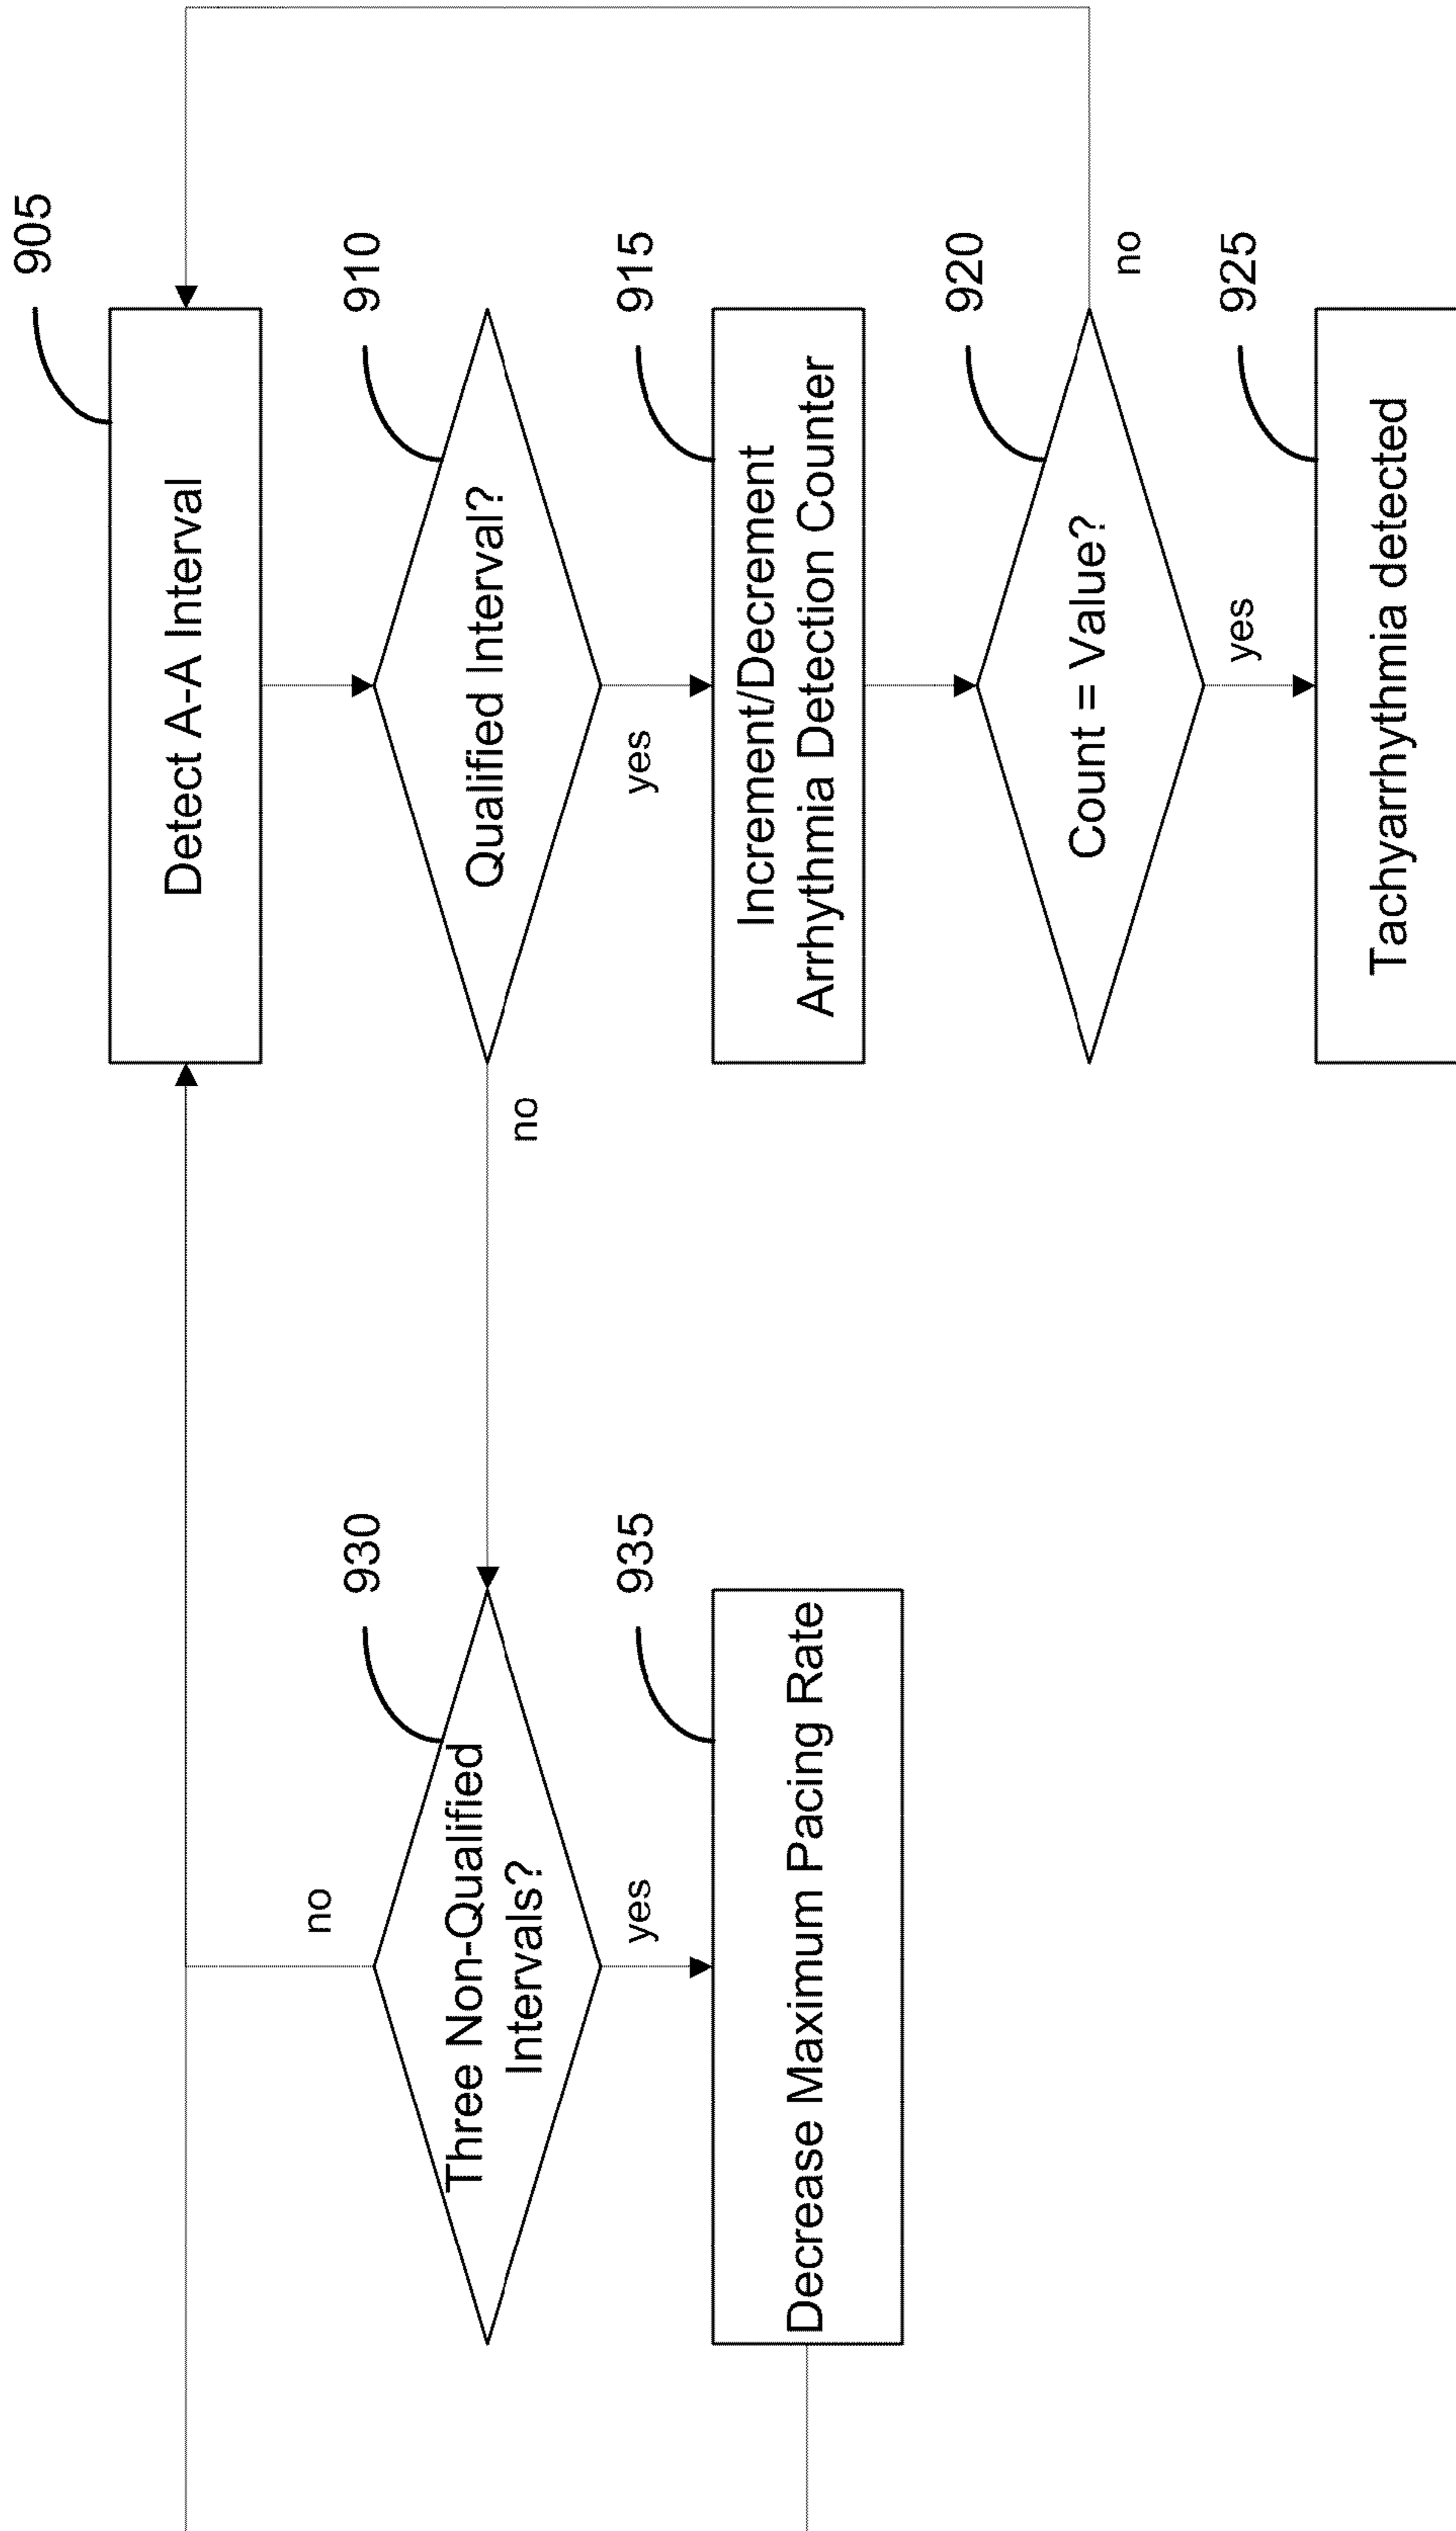 905
Detect A-A Interval
910
Qualified Interval?
no
yes
915
Increment/Decrement
Arrhythmia Detection Counter
920
Count = Value?
no
yes
925
Tachyarrhythmia detected
930
Three Non-Qualified
Intervals?
no
yes
935
Decrease Maximum Pacing Rate